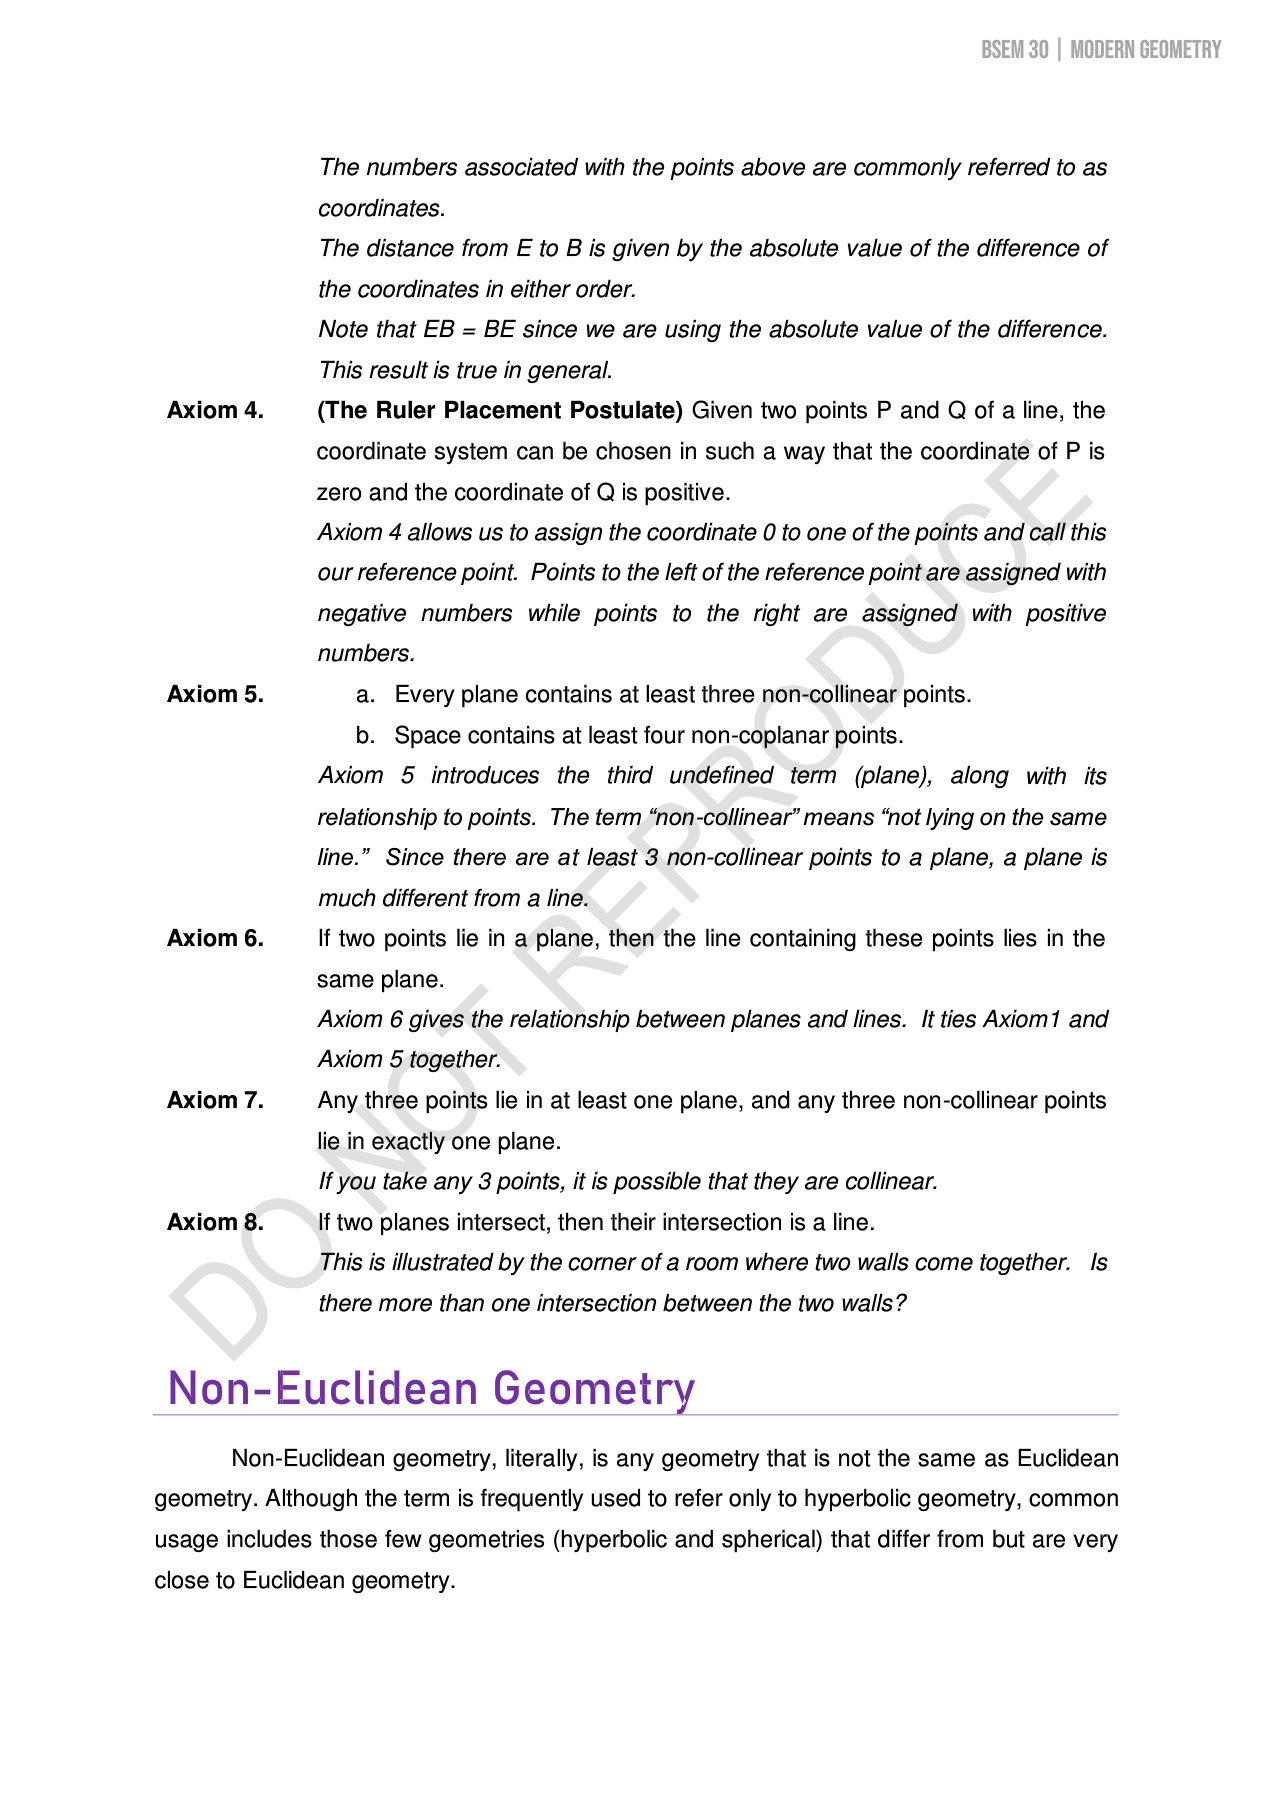 BSEM 30 | MODERN GEOMETRY
The numbers associated with the points above are commonly referred to as
coordinates.
The distance from E to B is given by the absolute value of the difference of
the coordinates in either order.
Note that EB = BE since we are using the absolute value of the difference.
This result is true in general.
Axiom 4. (The Ruler Placement Postulate) Given two points P and Q of a line, the
coordinate system can be chosen in such a way that the coordinate of P is
zero and the coordinate of Q is positive.
Axiom 4 allows us to assign the coordinate 0 to one of the points and call this
our reference point. Points to the left of the reference point are assigned with
negative numbers while points to the right are assigned with positive
numbers.
Axiom 5. a. Every plane contains at least three non-collinear points.
b. Space contains at least four non-coplanar points.
Axiom 5 introduces the third undefined term (plane), along with its
relationship to points. The term “non-collinear” means “not lying on the same
line.” Since there are at least 3 non-collinear points to a plane, a plane is
much different from a line.
Axiom 6. If two points lie in a plane, then the line containing these points lies in the
same plane.
Axiom 6 gives the relationship between planes and lines. It ties Axiom1 and
Axiom 5 together.
Axiom 7. Any three points lie in at least one plane, and any three non-collinear points
lie in exactly one plane.
If you take any 3 points, it is possible that they are collinear.
Axiom 8. If two planes intersect, then their intersection is a line.
This is illustrated by the corner of a room where two walls come together. Is
there more than one intersection between the two walls?
DO NOT REPRODUCE
Non-Euclidean Geometry
Non-Euclidean geometry, literally, is any geometry that is not the same as Euclidean
geometry. Although the term is frequently used to refer only to hyperbolic geometry, common
usage includes those few geometries (hyperbolic and spherical) that differ from but are very
close to Euclidean geometry.